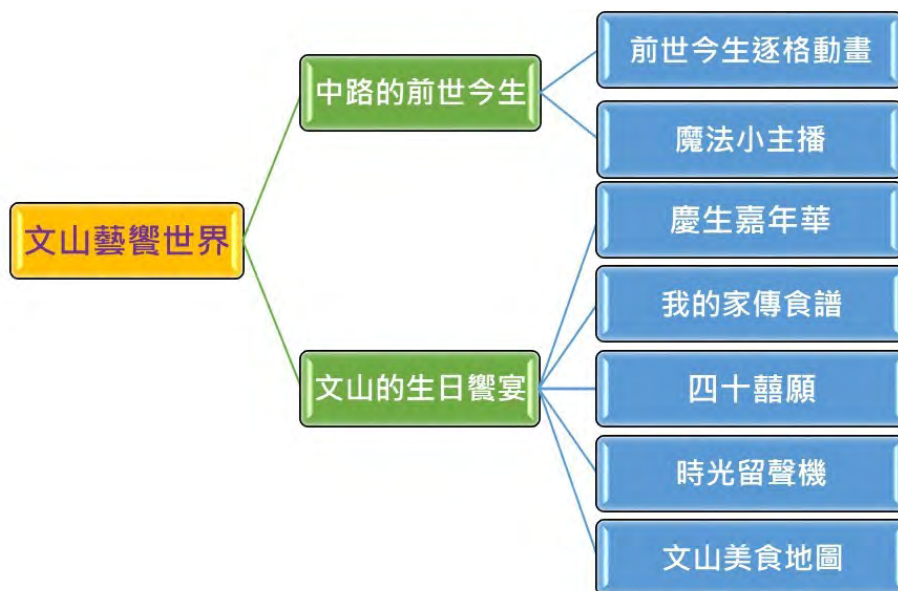 文山藝饗世界
中路的前世今生
前世今生逐格動畫
魔法小主播
文山的生日饗宴
慶生嘉年華
我的家傳食譜
四十囍願
時光留聲機
文山美食地圖